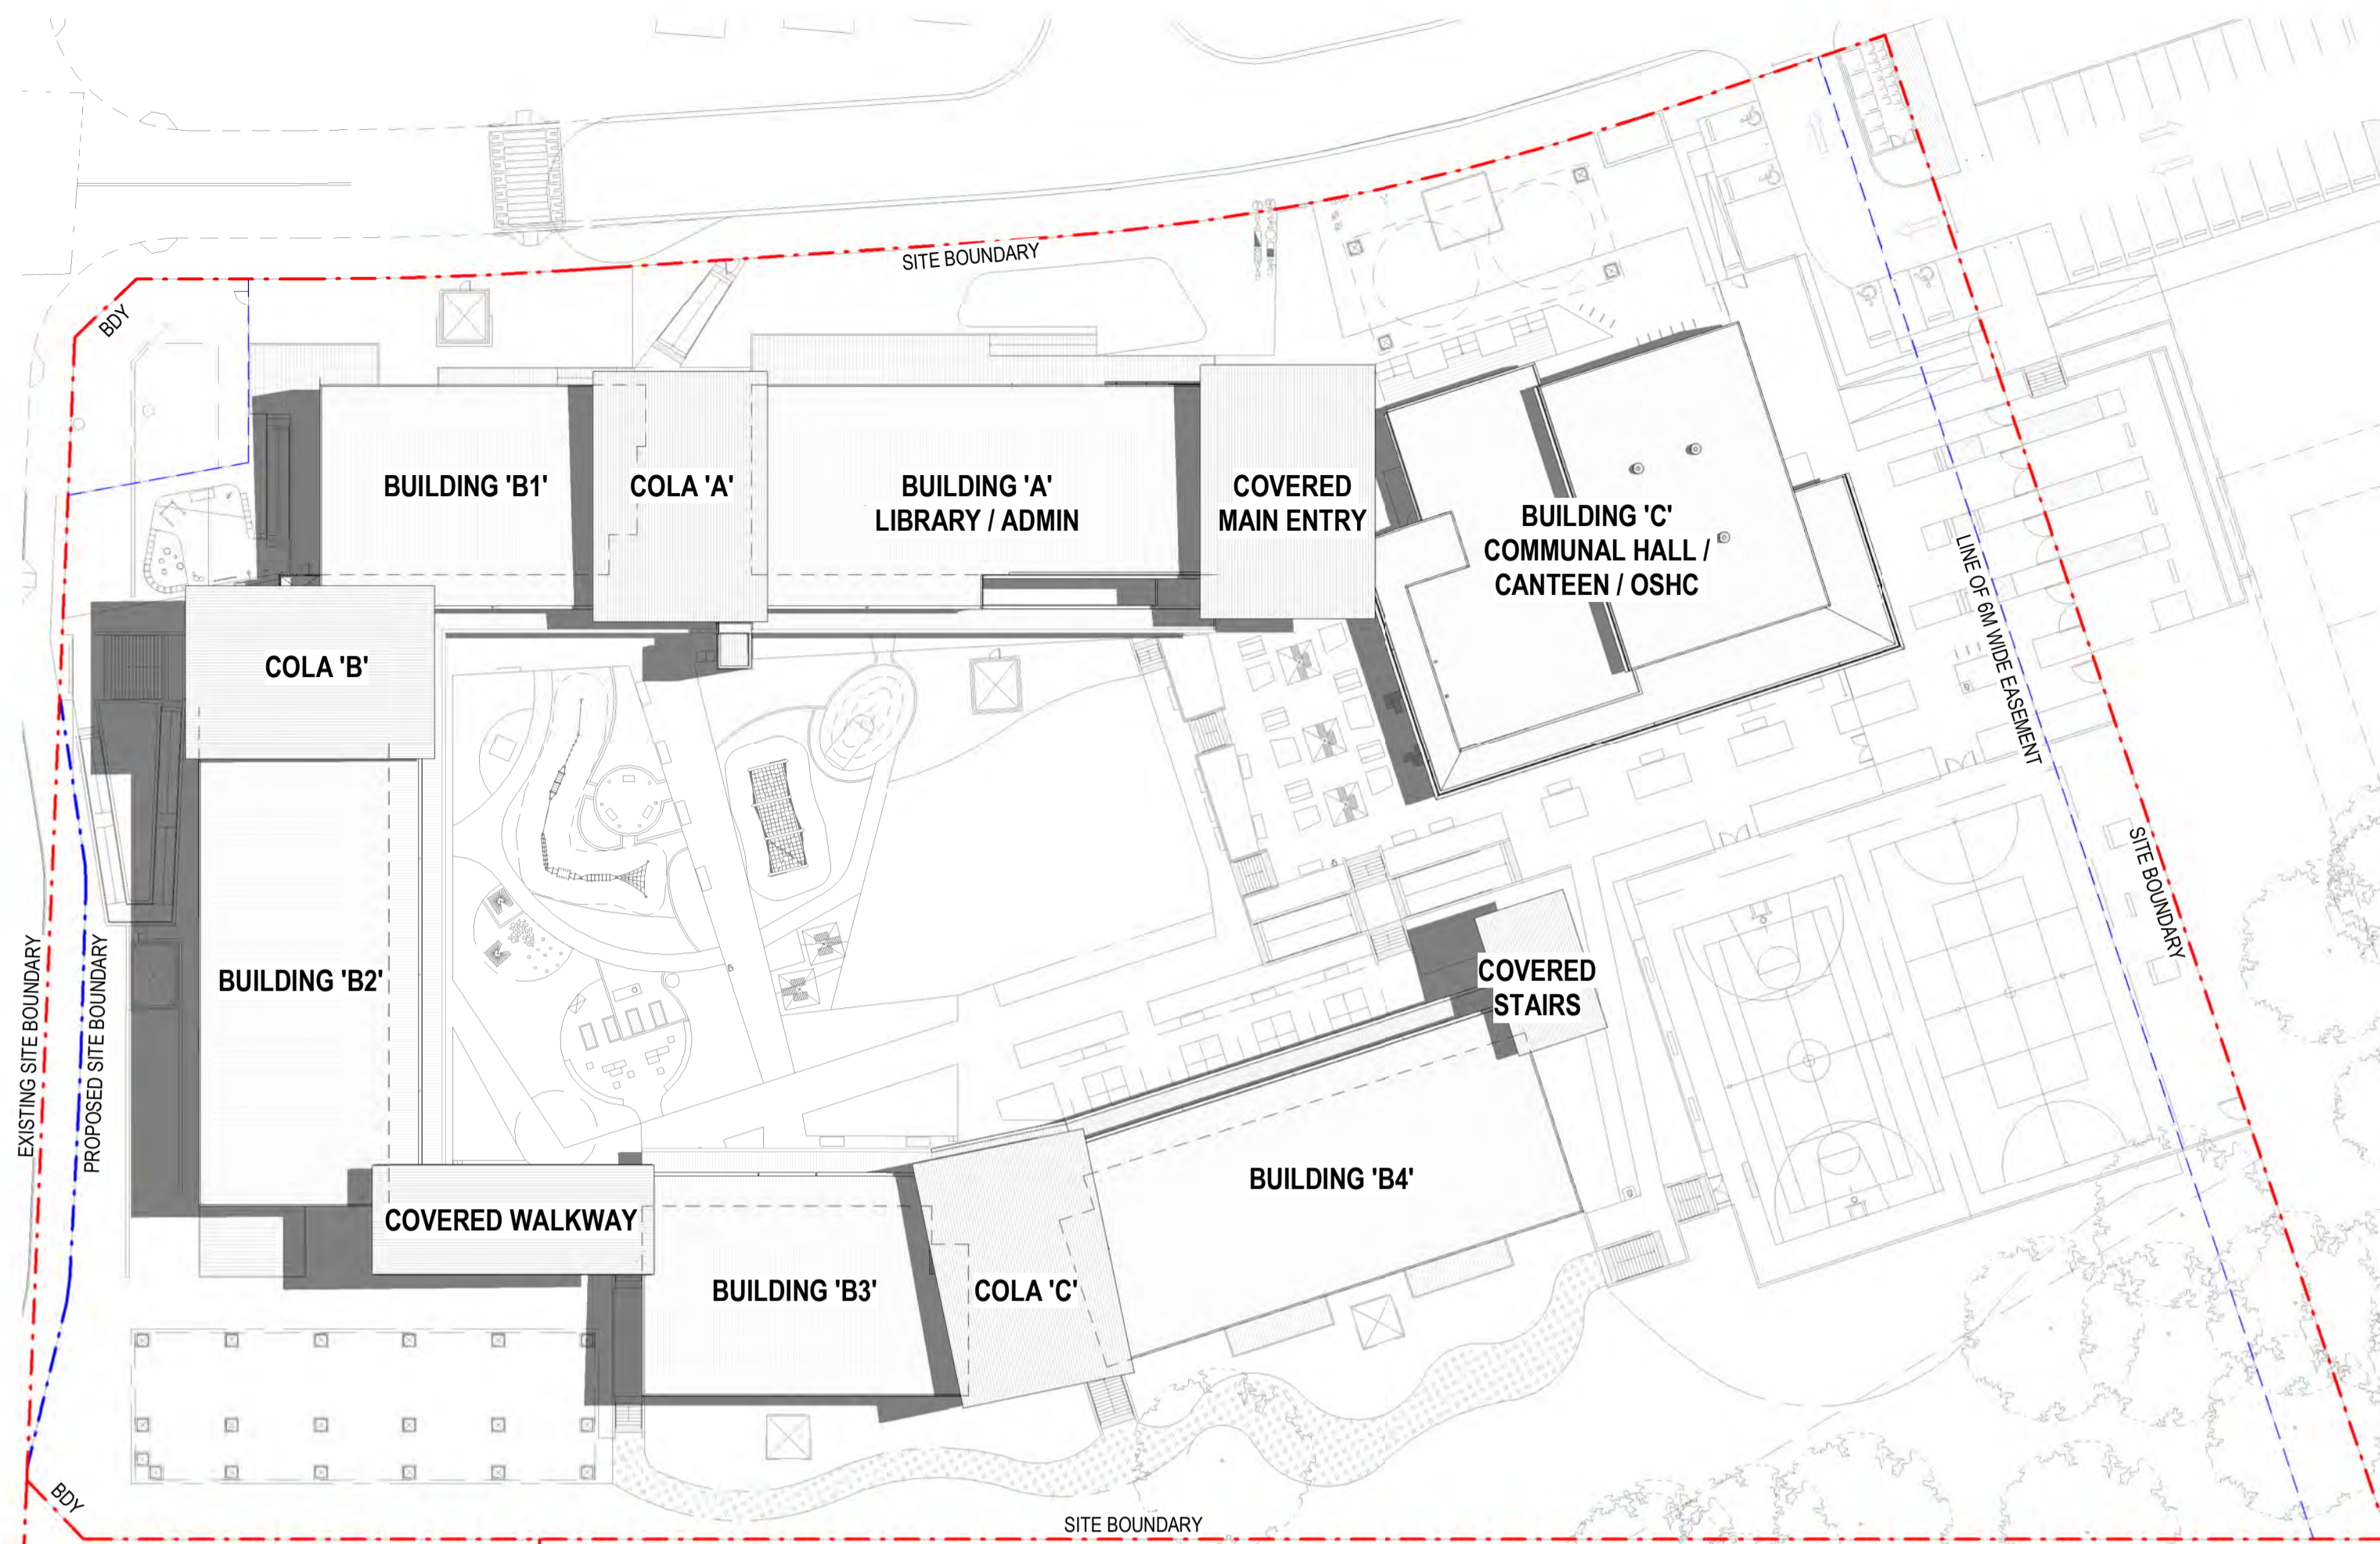 SITE BOUNDARY
BDY
BUILDING 'B1'
COLA 'A'
BUILDING 'A'
LIBRARY / ADMIN
COVERED
MAIN ENTRY
BUILDING 'C'
COMMUNAL HALL /
CANTEEN / OSHC
LINE OF 6M WIDE EASEMENT
COLA 'B'
SITE BOUNDARY
BUILDING 'B2'
COVERED
STAIRS
EXISTING SITE BOUNDARY
PROPOSED SITE BOUNDARY
BUILDING 'B4'
COVERED WALKWAY
BUILDING 'B3'
COLA 'C'
BDY
SITE BOUNDARY